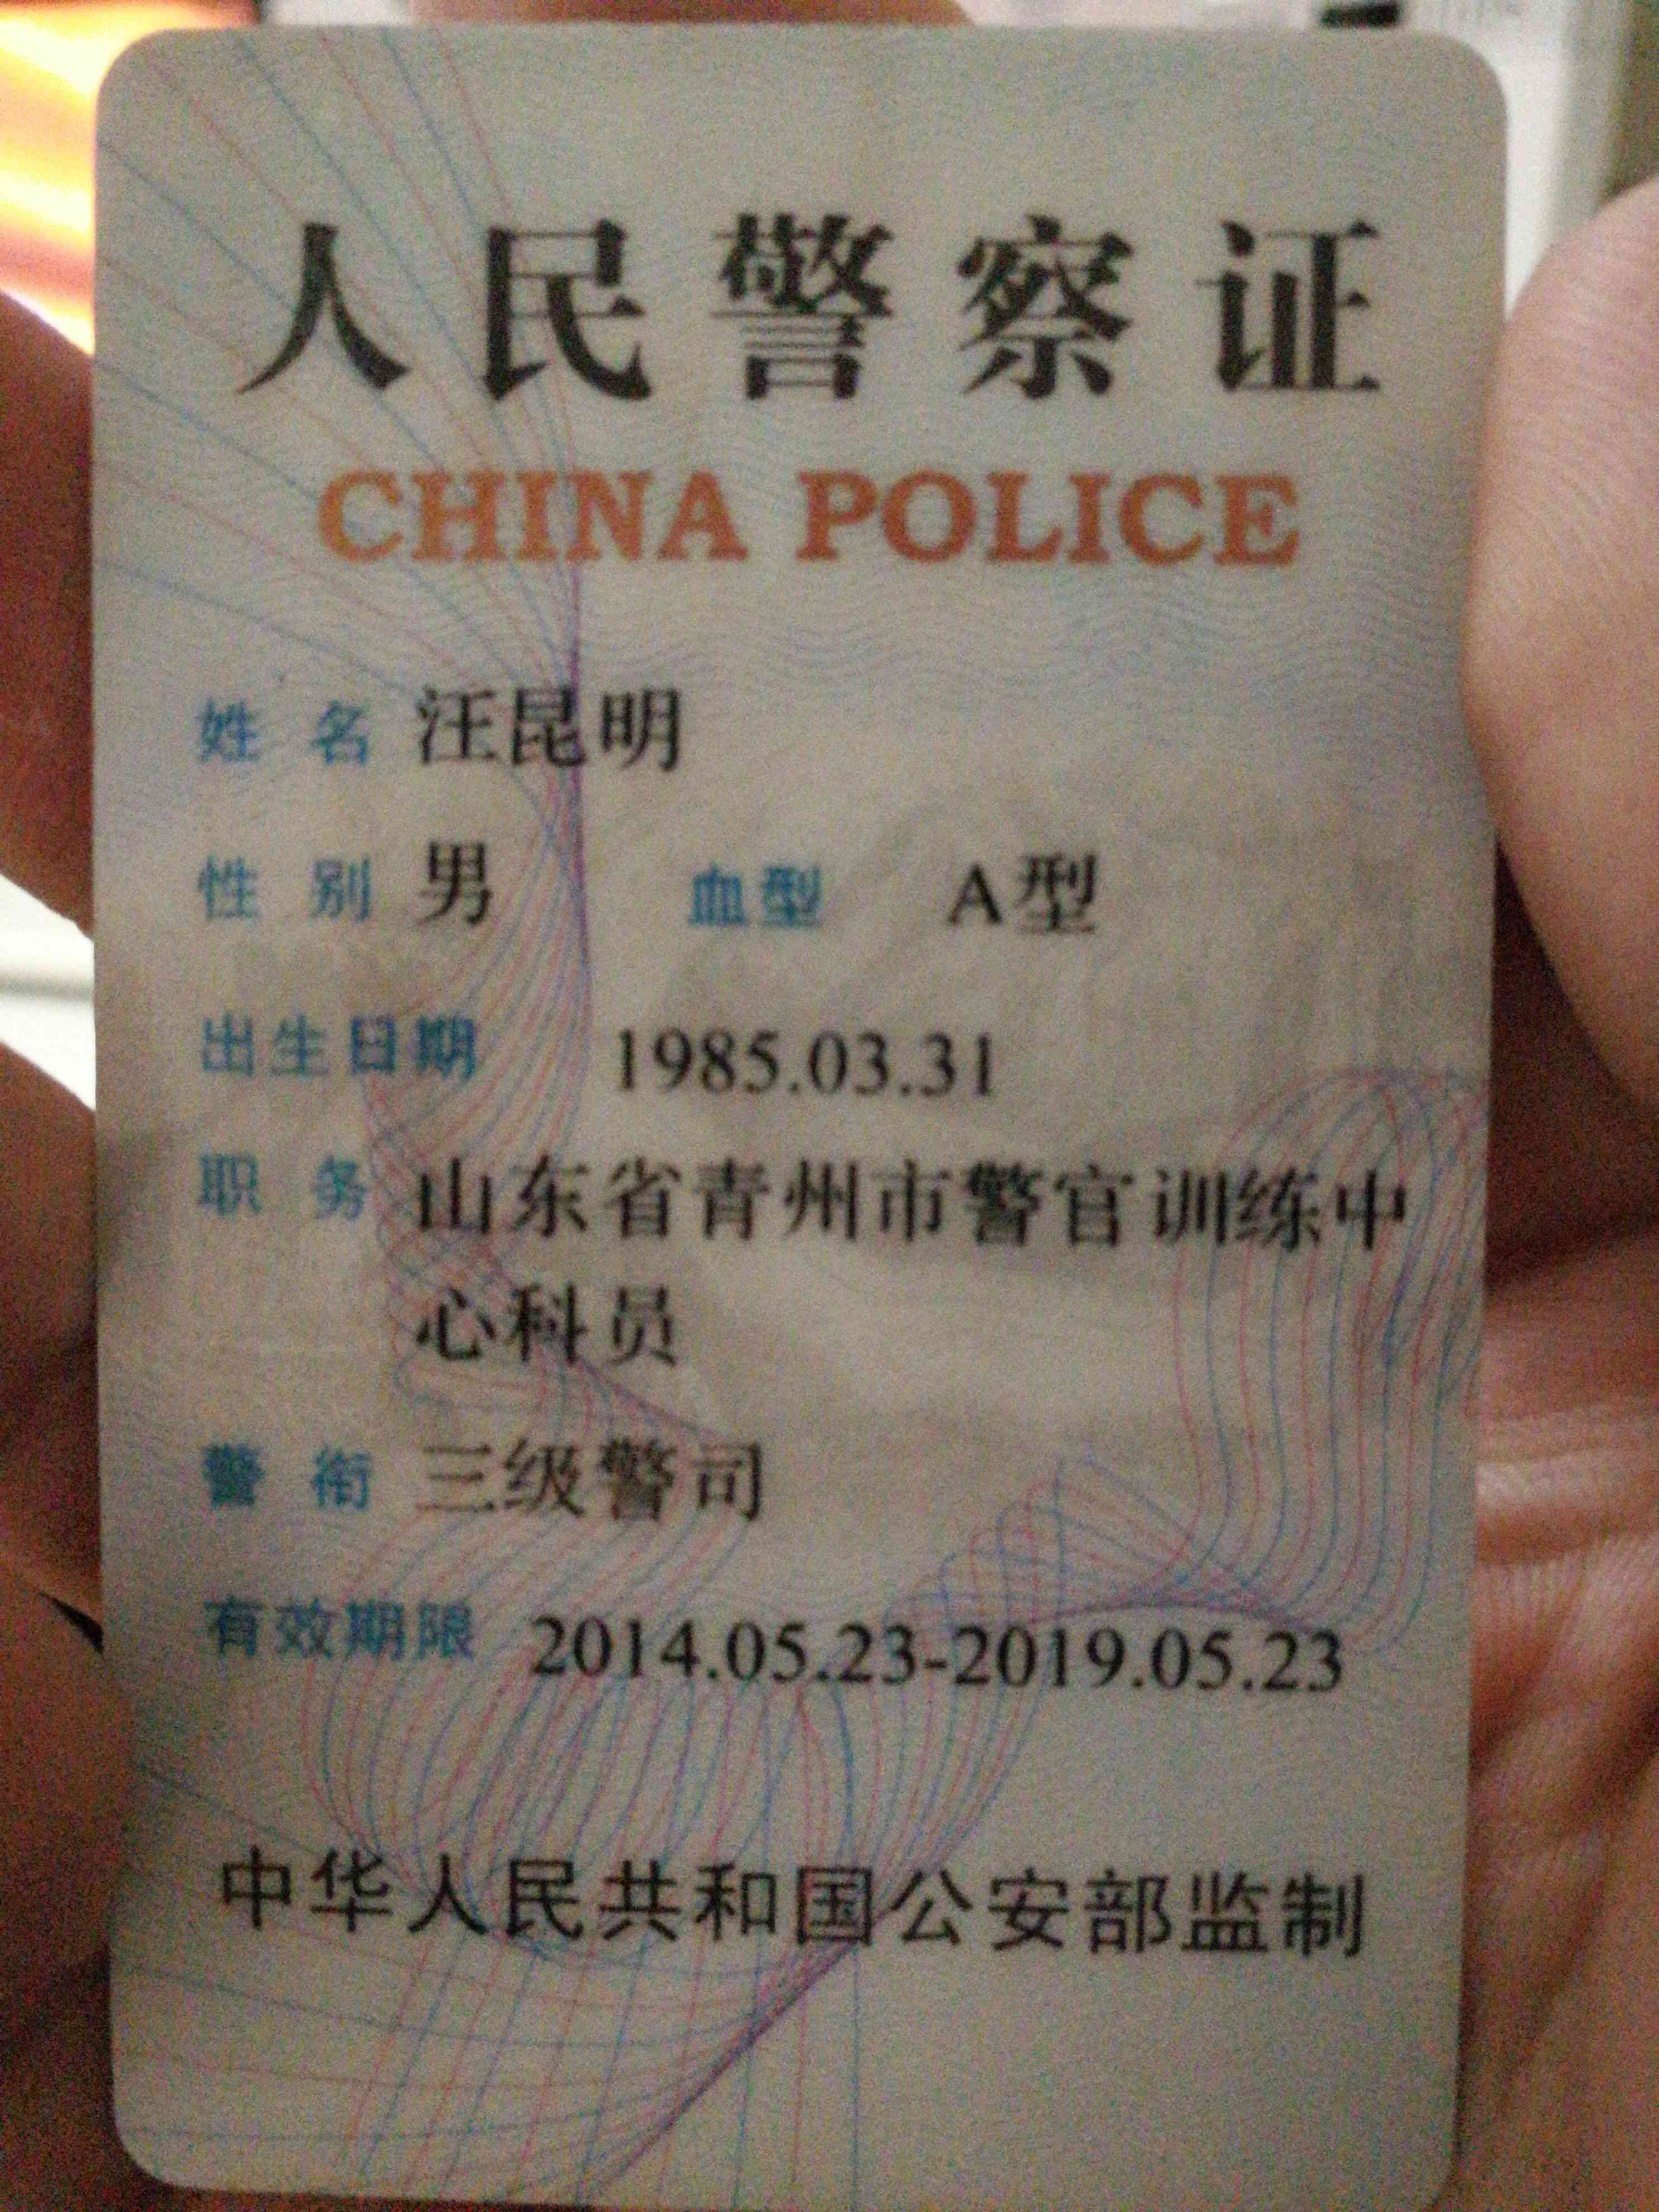 人民警察证
CHINA POLICE
姓 名 汪昆明
性 别 男 血型 A型
出生日期 1985.03.31
职 务 山东省青州市警官训练中
心科员
警 衔 三级警司
有效期限 2014.05.23-2019.05.23
中华人民共和国公安部监制